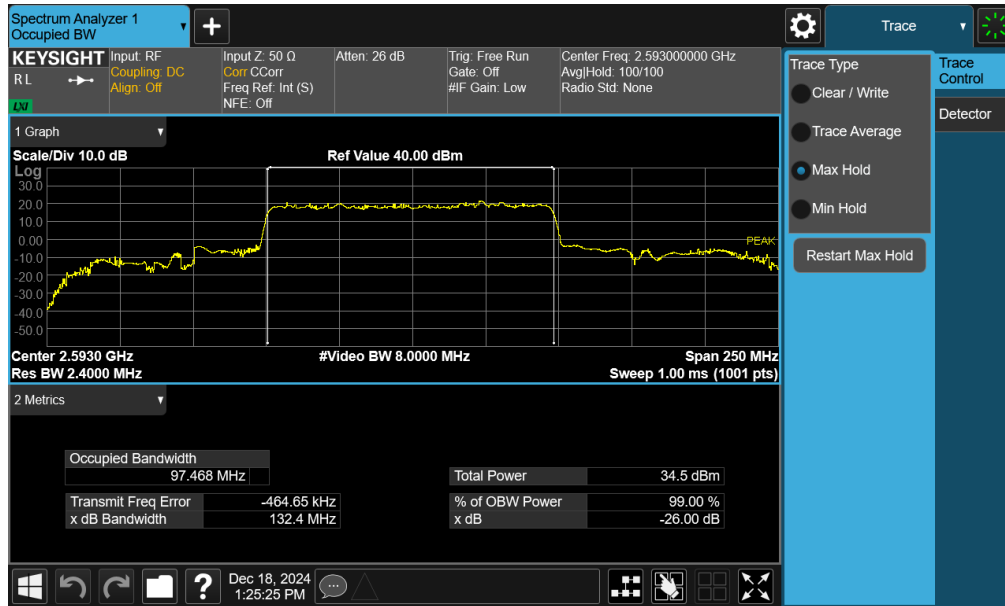 Spectrum Analyzer 1
Occupied BW
Trace
KEYSIGHT
R L
LXI
Input: RF
Coupling: DC
Align: Off
Input Z: 50 Ω
Corr CCorr
Freq Ref: Int (S)
NFE: Off
Atten: 26 dB
Trig: Free Run
Gate: Off
#IF Gain: Low
Center Freq: 2.593000000 GHz
Avg|Hold: 100/100
Radio Std: None
Trace Type
Clear / Write
Trace Average
Max Hold
Min Hold
Restart Max Hold
Trace
Control
Detector
1 Graph
Scale/Div 10.0 dB
Ref Value 40.00 dBm
Log
30.0
20.0
10.0
0.00
-10.0
-20.0
-30.0
-40.0
-50.0
PEAK
Center 2.5930 GHz
#Video BW 8.0000 MHz
Span 250 MHz
Res BW 2.4000 MHz
Sweep 1.00 ms (1001 pts)
2 Metrics
Occupied Bandwidth
97.468 MHz
Total Power 34.5 dBm
Transmit Freq Error -464.65 kHz
% of OBW Power 99.00 %
x dB Bandwidth 132.4 MHz
x dB -26.00 dB
?
Dec 18, 2024
1:25:25 PM